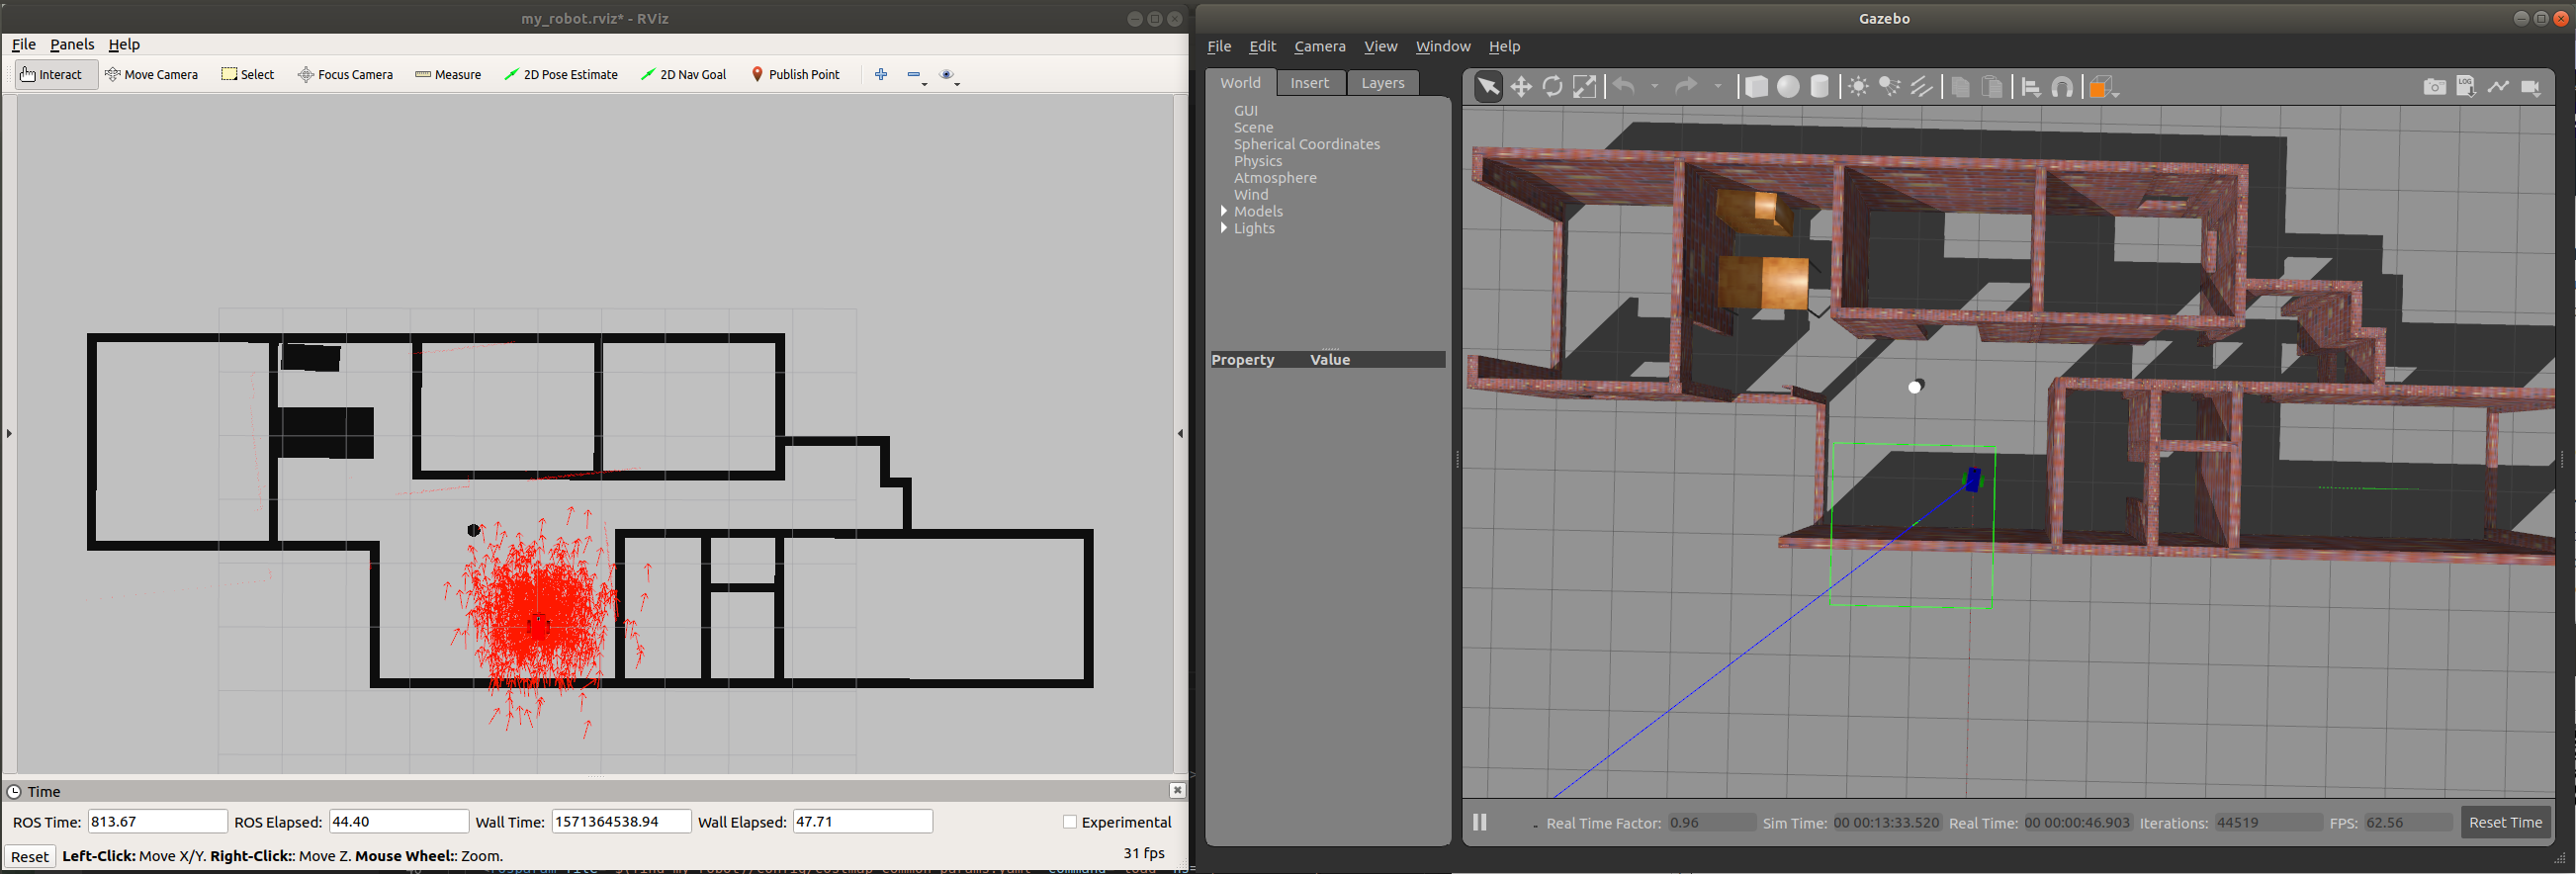 my_robot.rviz* - RViz
File Panels Help
Interact Move Camera Select Focus Camera Measure 2D Pose Estimate 2D Nav Goal Publish Point
Time
ROS Time: 813.67 ROS Elapsed: 44.40 Wall Time: 1571364538.94 Wall Elapsed: 47.71 Experimental
Reset Left-Click: Move X/Y. Right-Click:: Move Z. Mouse Wheel:: Zoom. 31 fps
Gazebo
File Edit Camera View Window Help
World Insert Layers
LOG
GUI
Scene
Spherical Coordinates
Physics
Atmosphere
Wind
Models
Lights
Property Value
Real Time Factor: 0.96 Sim Time: 00 00:13:33.520 Real Time: 00 00:00:46.903 Iterations: 44519 FPS: 62.56 Reset Time